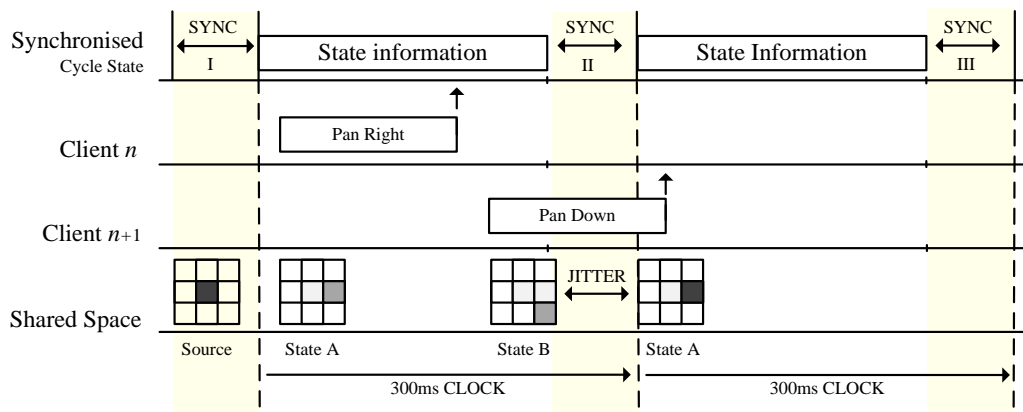 SYNC
SYNC
SYNC
Synchronised
Cycle State
State information
State Information
I
II
III
Pan Right
Client n
Pan Down
Client n+1
JITTER
Shared Space
Source
State A
State B
State A
300ms CLOCK
300ms CLOCK